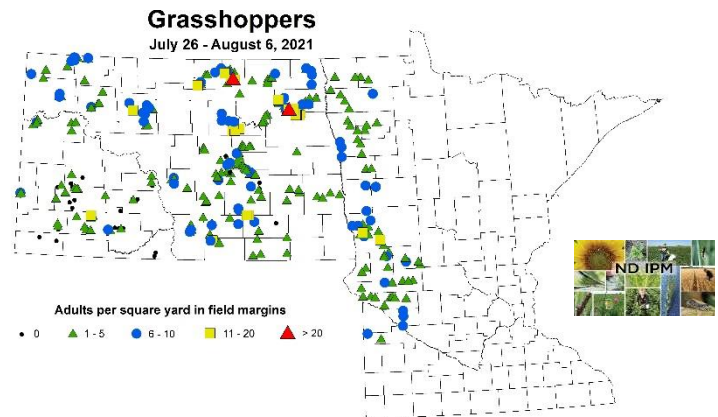 Grasshoppers
July 26 - August 6, 2021
ND IPM
Adults per square yard in field margins
0 1 - 5 6 - 10 11 - 20 > 20